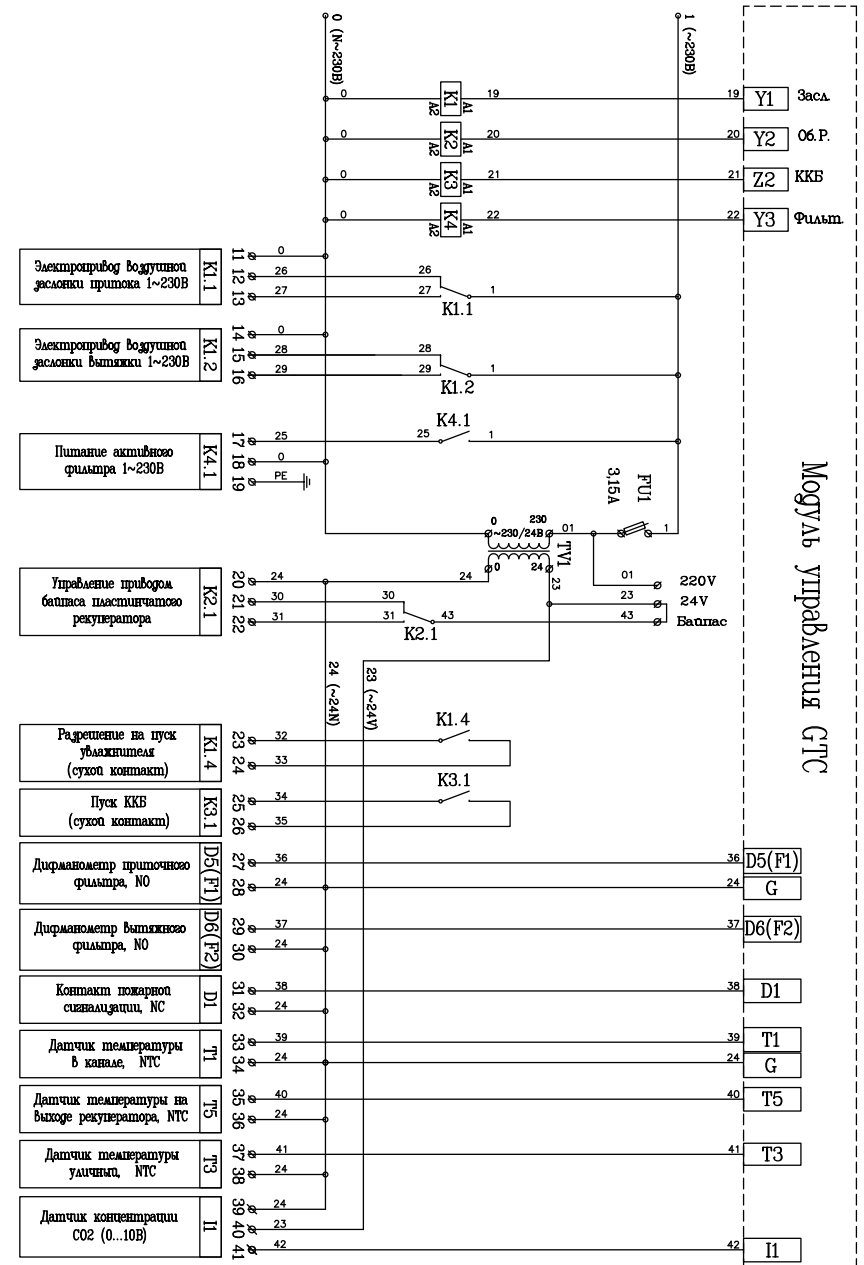 0 (N~230В)
1 (~230В)
0
K1
A2
A1
19
19
Y1
Засл.
0
K2
A2
A1
20
20
Y2
Об.Р.
0
K3
A2
A1
21
21
Z2
ККБ
0
K4
A2
A1
22
22
Y3
Фильт.
Электропривод воздушной
заслонки притока 1~230В
K1.1
11
0
12
26
26
13
27
27
1
K1.1
Электропривод воздушной
заслонки вытяжки 1~230В
K1.2
14
0
15
28
28
16
29
29
1
K1.2
Питание активного
фильтра 1~230В
K4.1
17
25
25
K4.1
1
18
0
19
PE
FU1
3,15А
1
01
0
230
~230/24В
0
24
TV1
23
01
220V
23
24V
43
Байпас
Управление приводом
байпаса пластинчатого
рекуператора
K2.1
20
24
24
21
30
30
22
31
31
43
K2.1
24 (~24N)
23 (~24V)
Модуль управления GTC
Разрешение на пуск
увлажнителя
(сухой контакт)
K1.4
23
32
24
33
K1.4
Пуск ККБ
(сухой контакт)
K3.1
25
34
26
35
K3.1
Дифманометр приточного
фильтра, NO
D5(F1)
27
36
36
D5(F1)
28
24
24
G
Дифманометр вытяжного
фильтра, NO
D6(F2)
29
37
37
D6(F2)
30
24
Контакт пожарной
сигнализации, NC
D1
31
38
38
D1
32
24
Датчик температуры
в канале, NTC
T1
33
39
39
T1
34
24
24
G
Датчик температуры на
выходе рекуператора, NTC
T5
35
40
40
T5
36
24
Датчик температуры
уличный, NTC
T3
37
41
41
T3
38
24
Датчик концентрации
CO2 (0...10В)
I1
39
24
40
23
41
42
42
I1